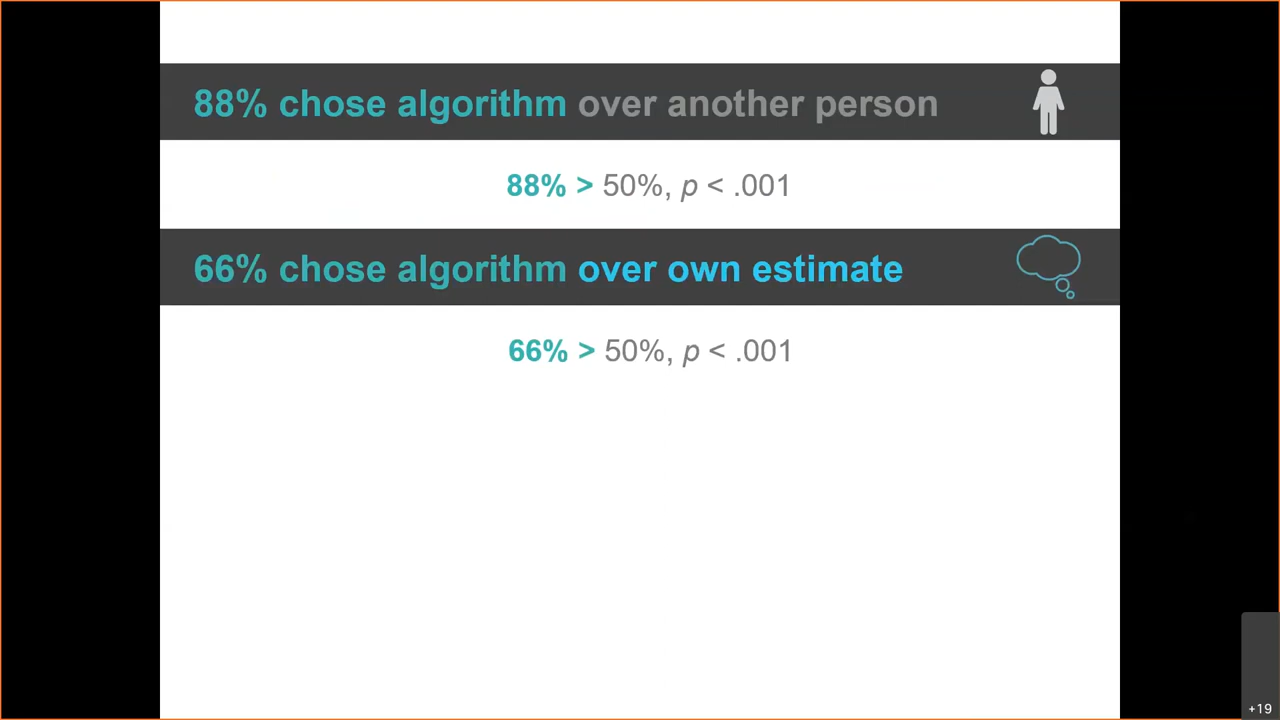 88% chose algorithm over another person
88% > 50%, p < .001
66% chose algorithm over own estimate
66% > 50%, p < .001
+19